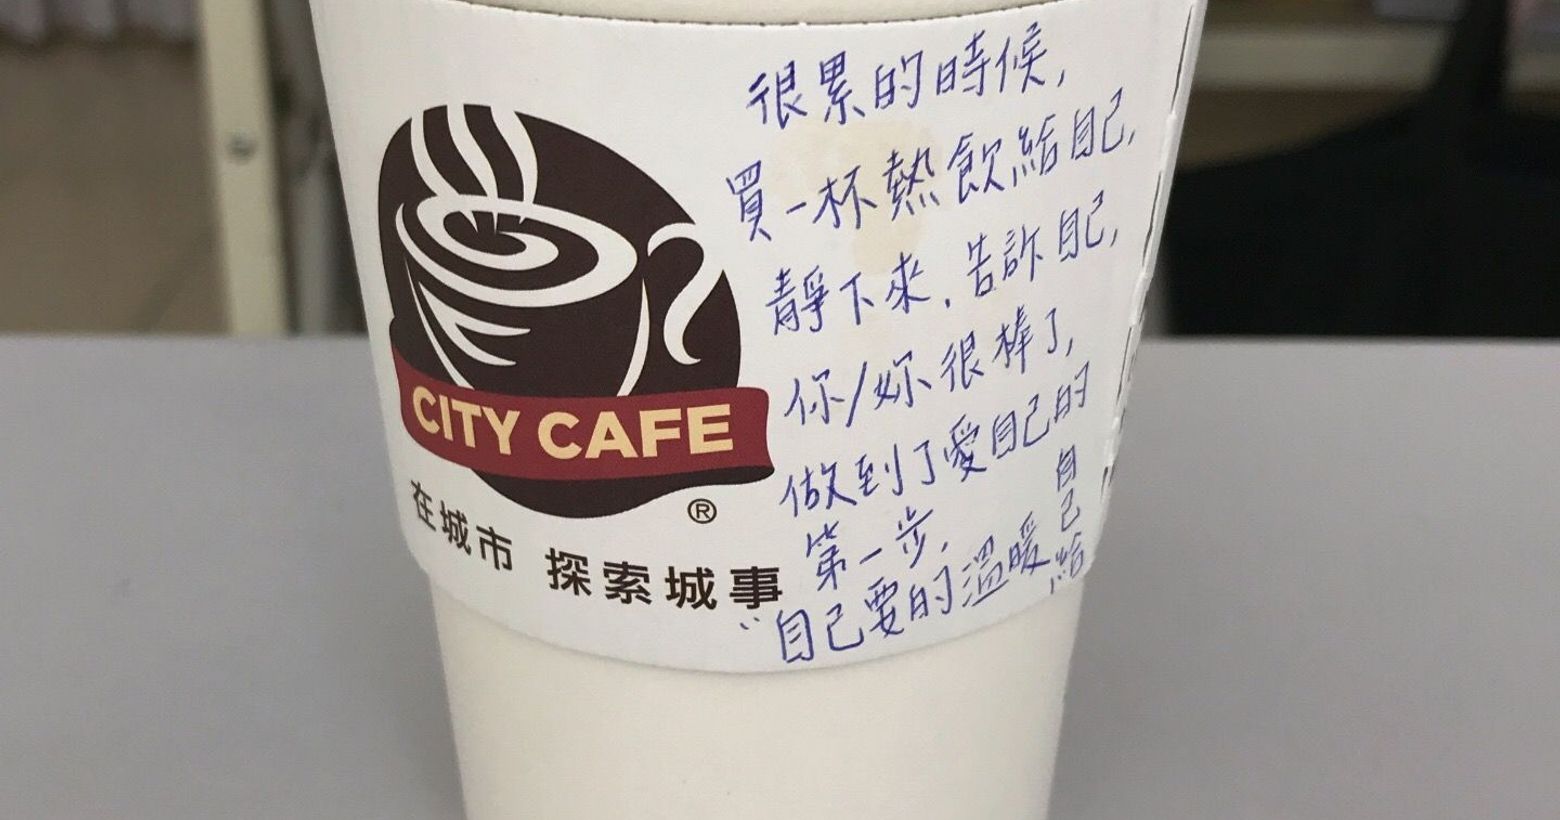 CITY CAFE
®
在城市 探索城事
很累的時候,
買一杯熱飲給自己,
靜下來,告訴自己,
你/妳很棒了,
做到了愛自己的
第一步,
"自己要的溫暖自己給"